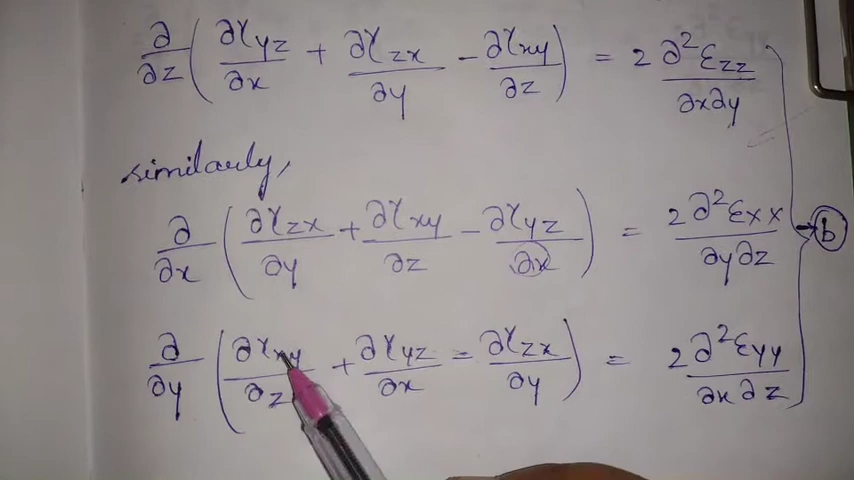 ∂/∂z ( ∂γyz/∂x + ∂γzx/∂y - ∂γxy/∂z ) = 2 ∂²εzz/∂x∂y
similarly,
∂/∂x ( ∂γzx/∂y + ∂γxy/∂z - ∂γyz/∂x ) = 2∂²εxx/∂y∂z → b
∂/∂y ( ∂γxy/∂z + ∂γyz/∂x = ∂γzx/∂y ) = 2∂²εyy/∂x∂z